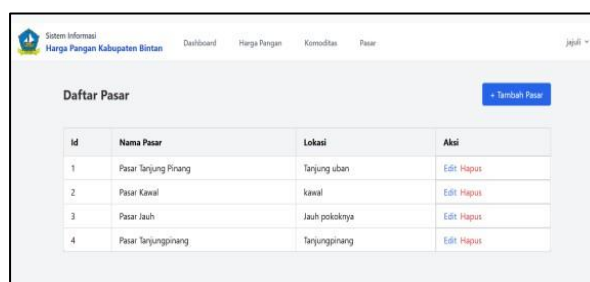 Sistem Informasi
Harga Pangan Kabupaten Bintan
Dashboard Harga Pangan Komoditas Pasar jajuli
Daftar Pasar + Tambah Pasar
Id Nama Pasar Lokasi Aksi
1 Pasar Tanjung Pinang Tanjung uban Edit Hapus
2 Pasar Kawal kawal Edit Hapus
3 Pasar Jauh Jauh pokoknya Edit Hapus
4 Pasar Tanjungpinang Tanjungpinang Edit Hapus